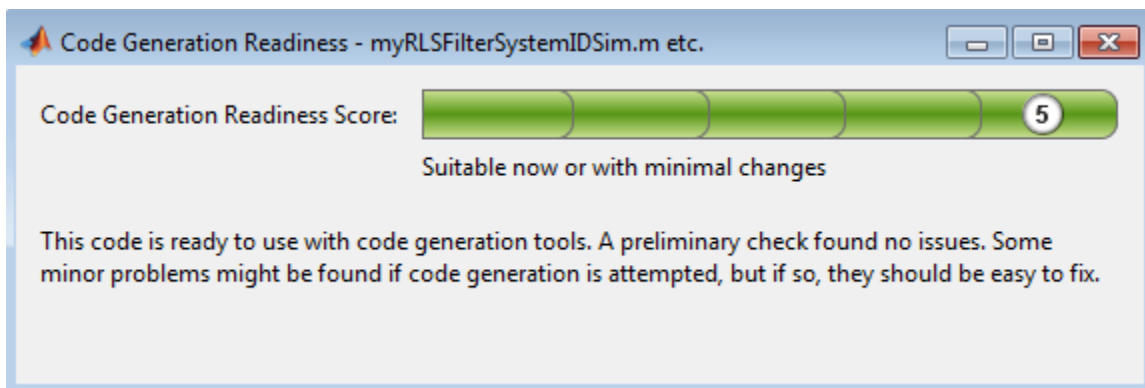 Code Generation Readiness - myRLSFilterSystemIDSim.m etc.
Code Generation Readiness Score:
5
Suitable now or with minimal changes
This code is ready to use with code generation tools. A preliminary check found no issues. Some
minor problems might be found if code generation is attempted, but if so, they should be easy to fix.